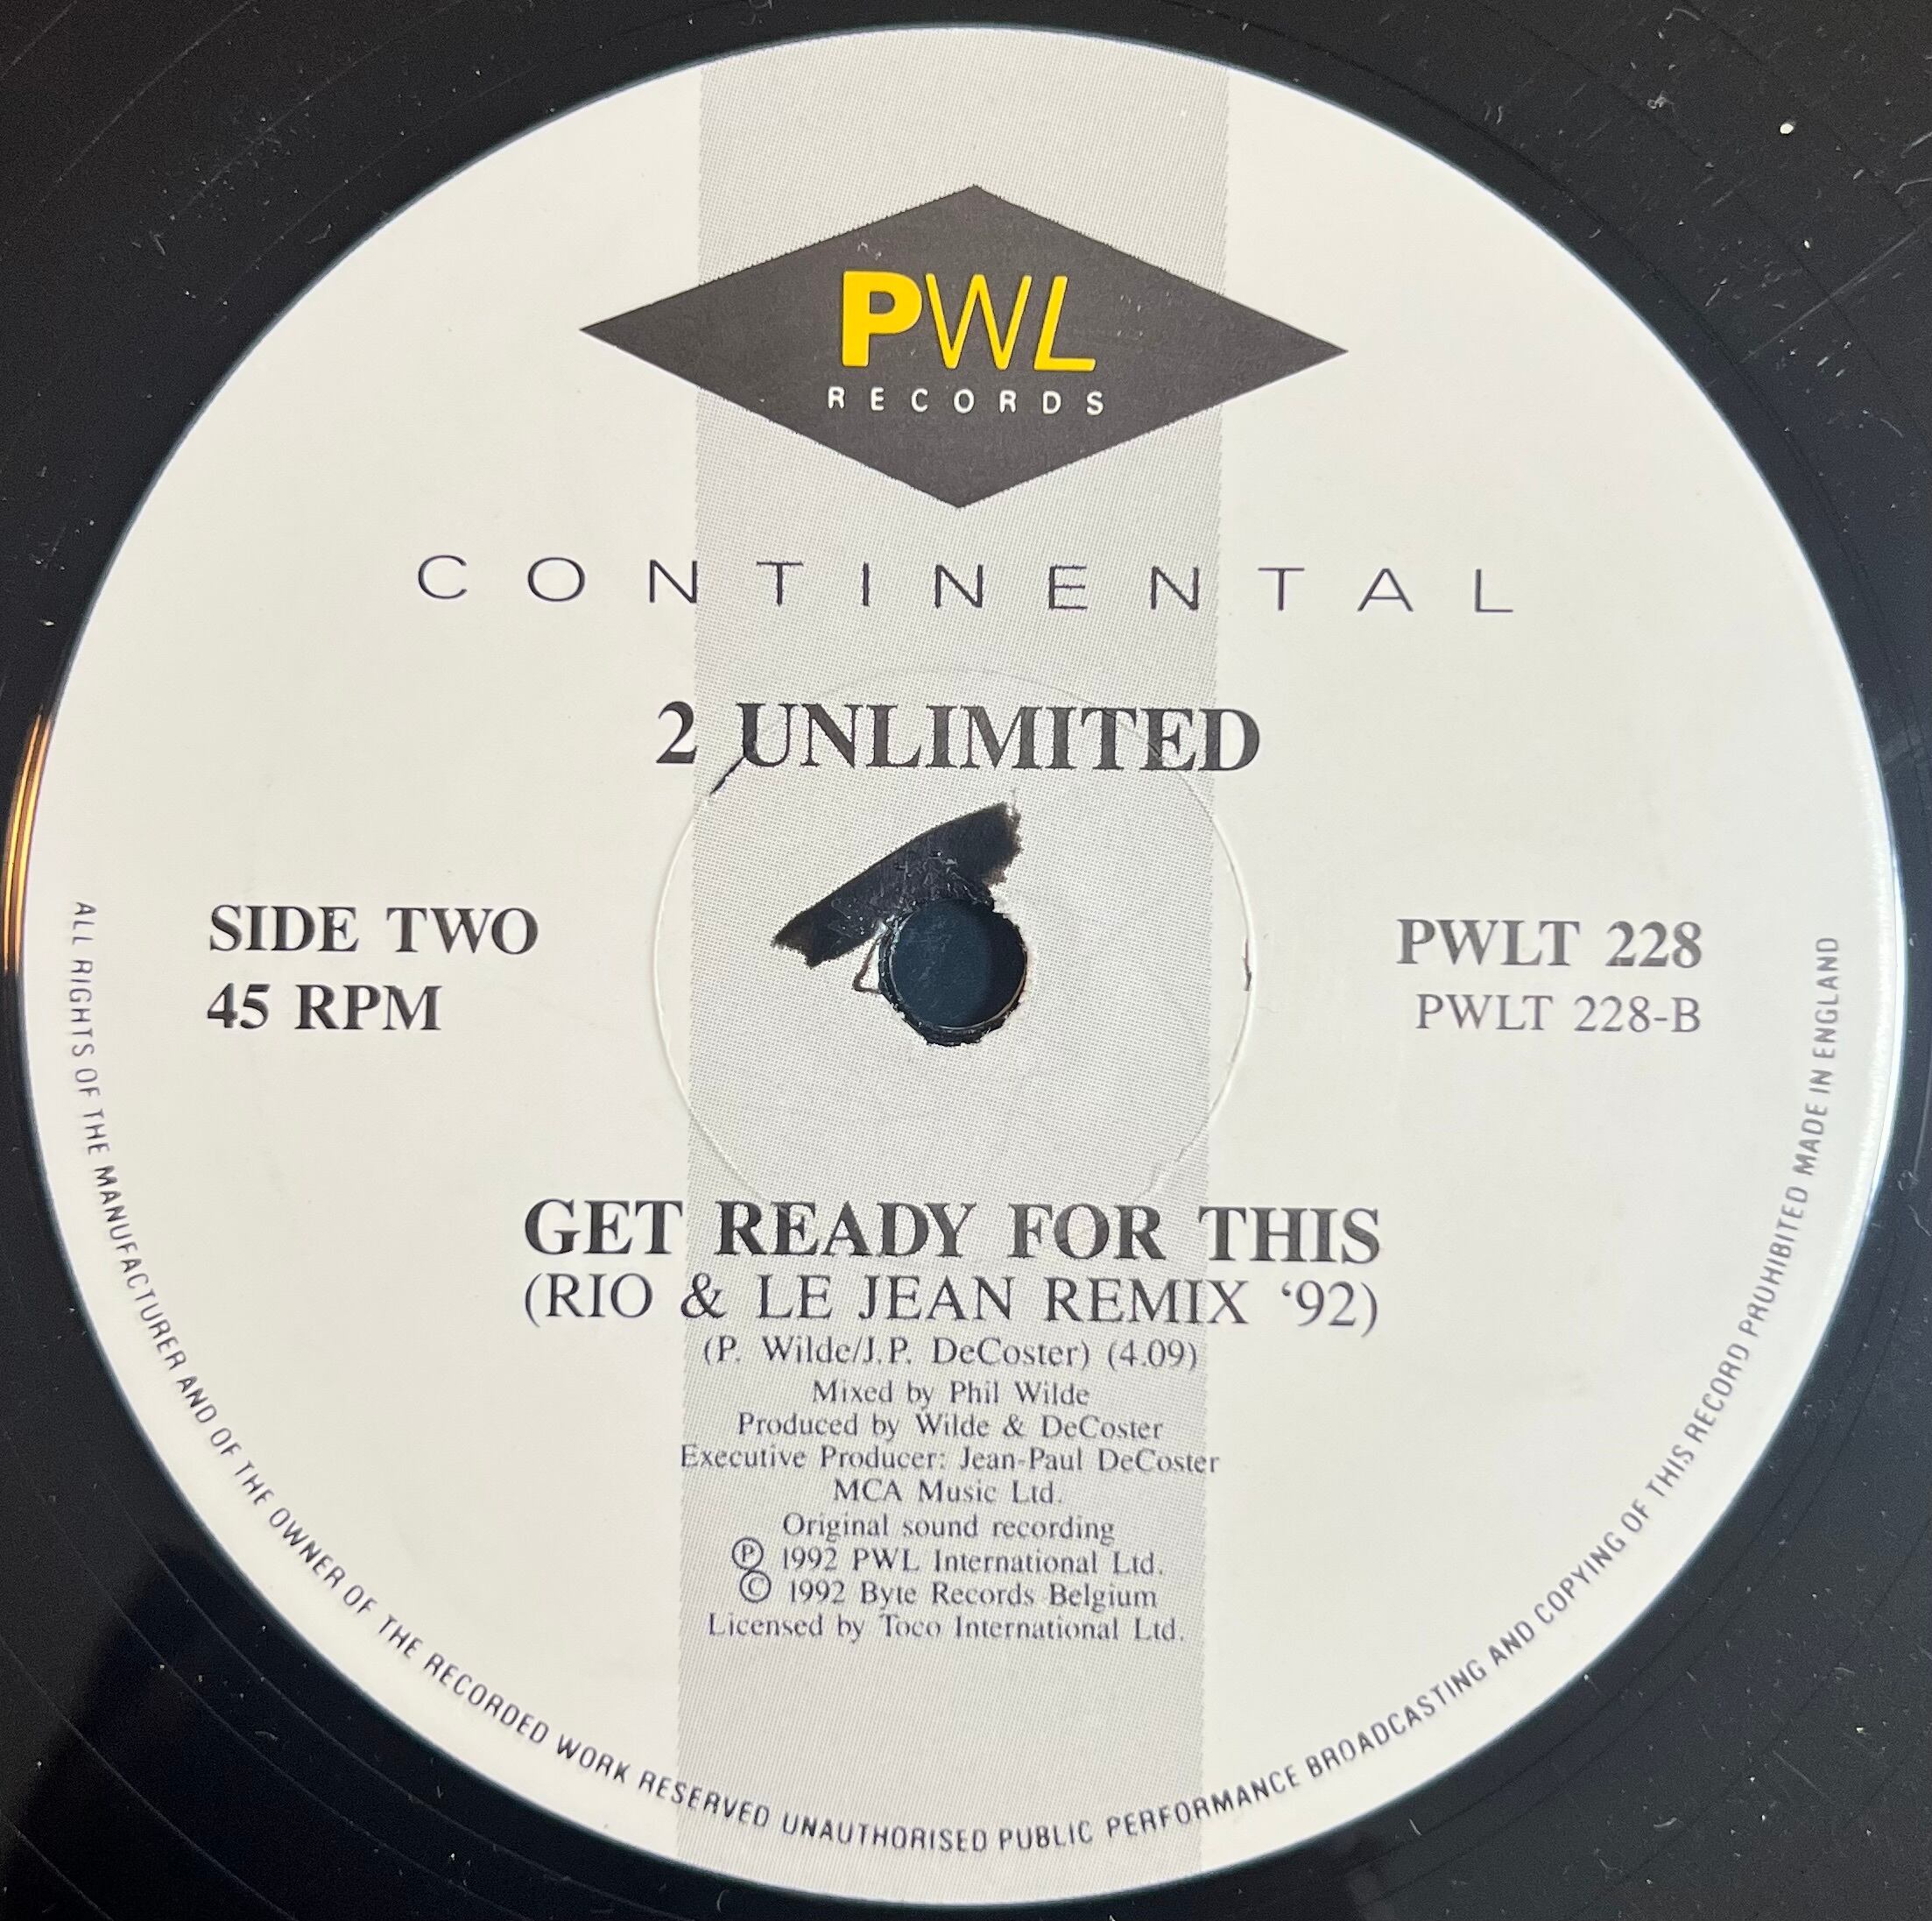 PWL
RECORDS
CONTINENTAL
2 UNLIMITED
SIDE TWO
45 RPM
PWLT 228
PWLT 228-B
GET READY FOR THIS
(RIO & LE JEAN REMIX ‘92)
(P. Wilde/J.P. DeCoster) (4.09)
Mixed by Phil Wilde
Produced by Wilde & DeCoster
Executive Producer: Jean-Paul DeCoster
MCA Music Ltd.
Original sound recording
Ⓟ 1992 PWL International Ltd.
© 1992 Byte Records Belgium
Licensed by Toco International Ltd.
ALL RIGHTS OF THE MANUFACTURER AND OF THE OWNER OF THE RECORDED WORK RESERVED UNAUTHORISED PUBLIC PERFORMANCE BROADCASTING AND COPYING OF THIS RECORD PROHIBITED MADE IN ENGLAND